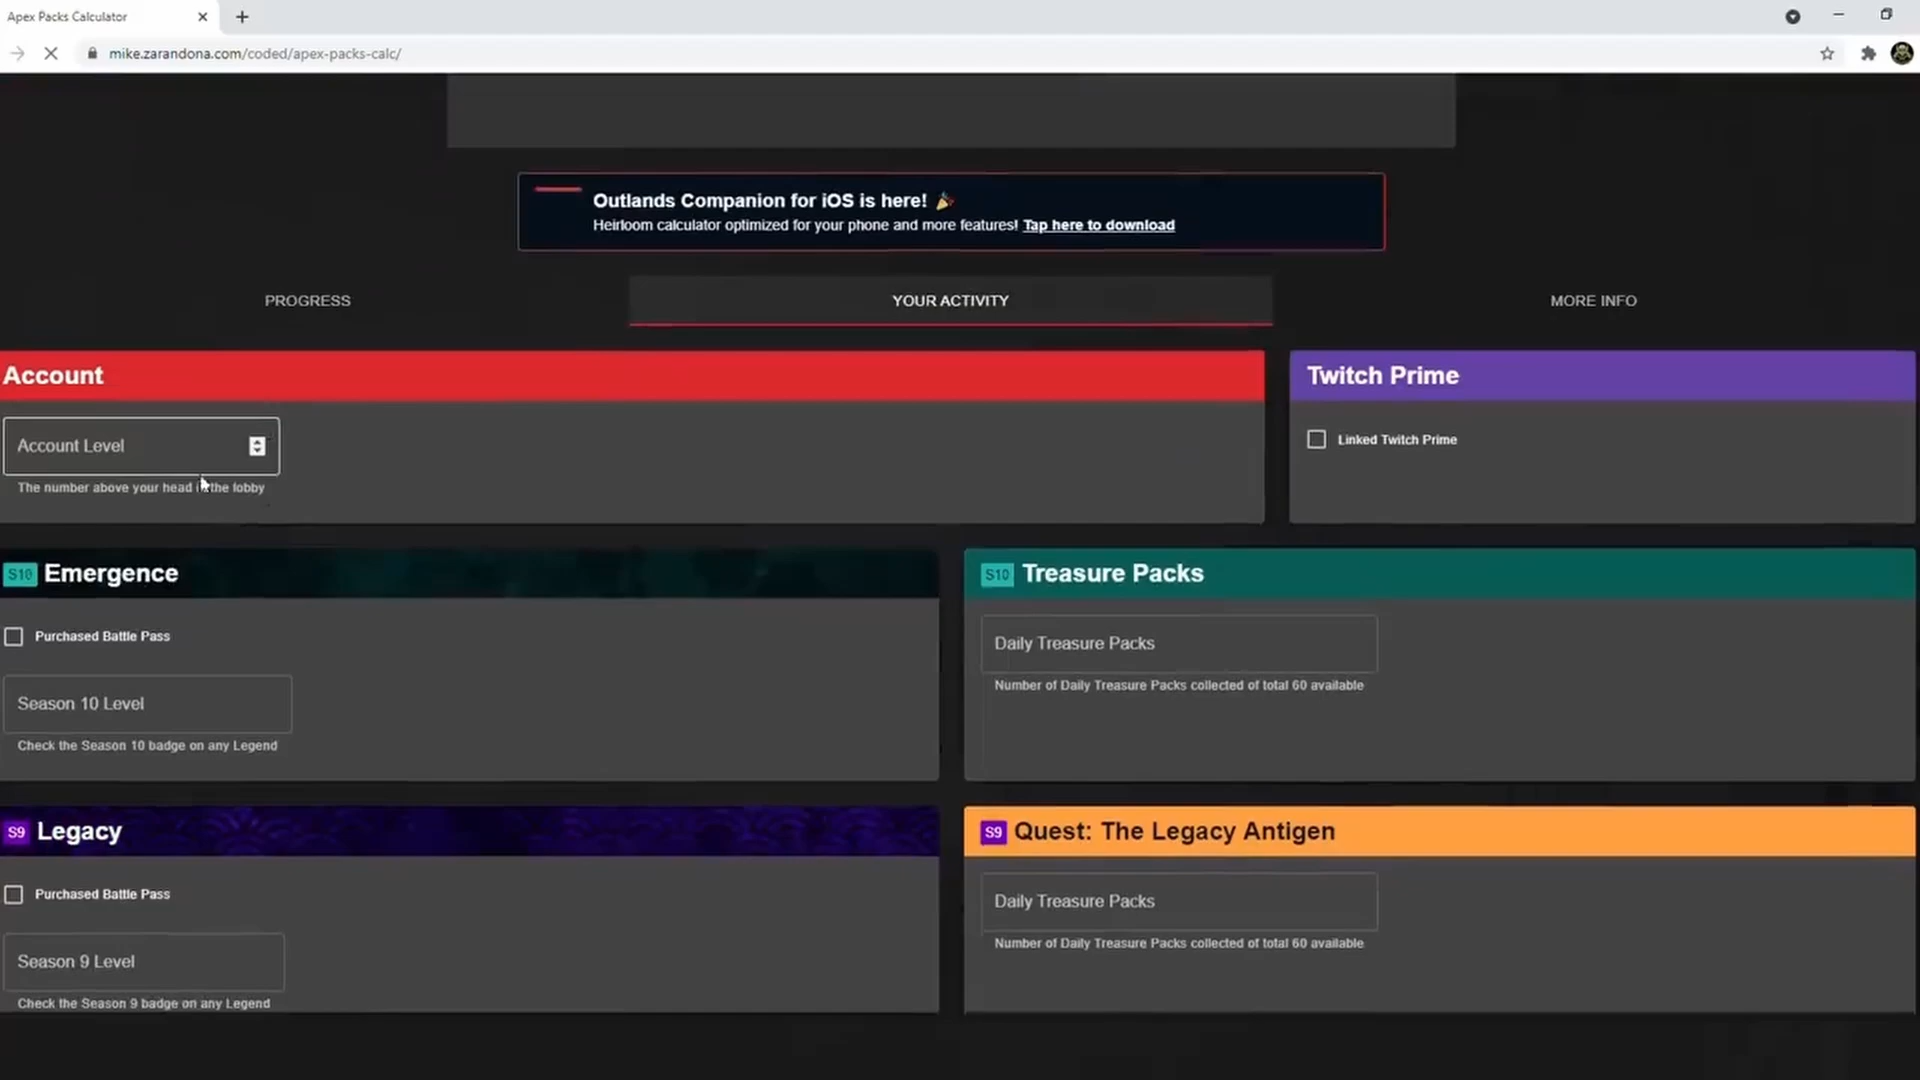 Apex Packs Calculator
mike.zarandona.com/coded/apex-packs-calc/
Outlands Companion for iOS is here! 🎉
Heirloom calculator optimized for your phone and more features! Tap here to download
PROGRESS
YOUR ACTIVITY
MORE INFO
Account
Twitch Prime
Account Level
Linked Twitch Prime
The number above your head in the lobby
S10 Emergence
S10 Treasure Packs
Purchased Battle Pass
Daily Treasure Packs
Number of Daily Treasure Packs collected of total 60 available
Season 10 Level
Check the Season 10 badge on any Legend
S9 Legacy
S9 Quest: The Legacy Antigen
Purchased Battle Pass
Daily Treasure Packs
Number of Daily Treasure Packs collected of total 60 available
Season 9 Level
Check the Season 9 badge on any Legend